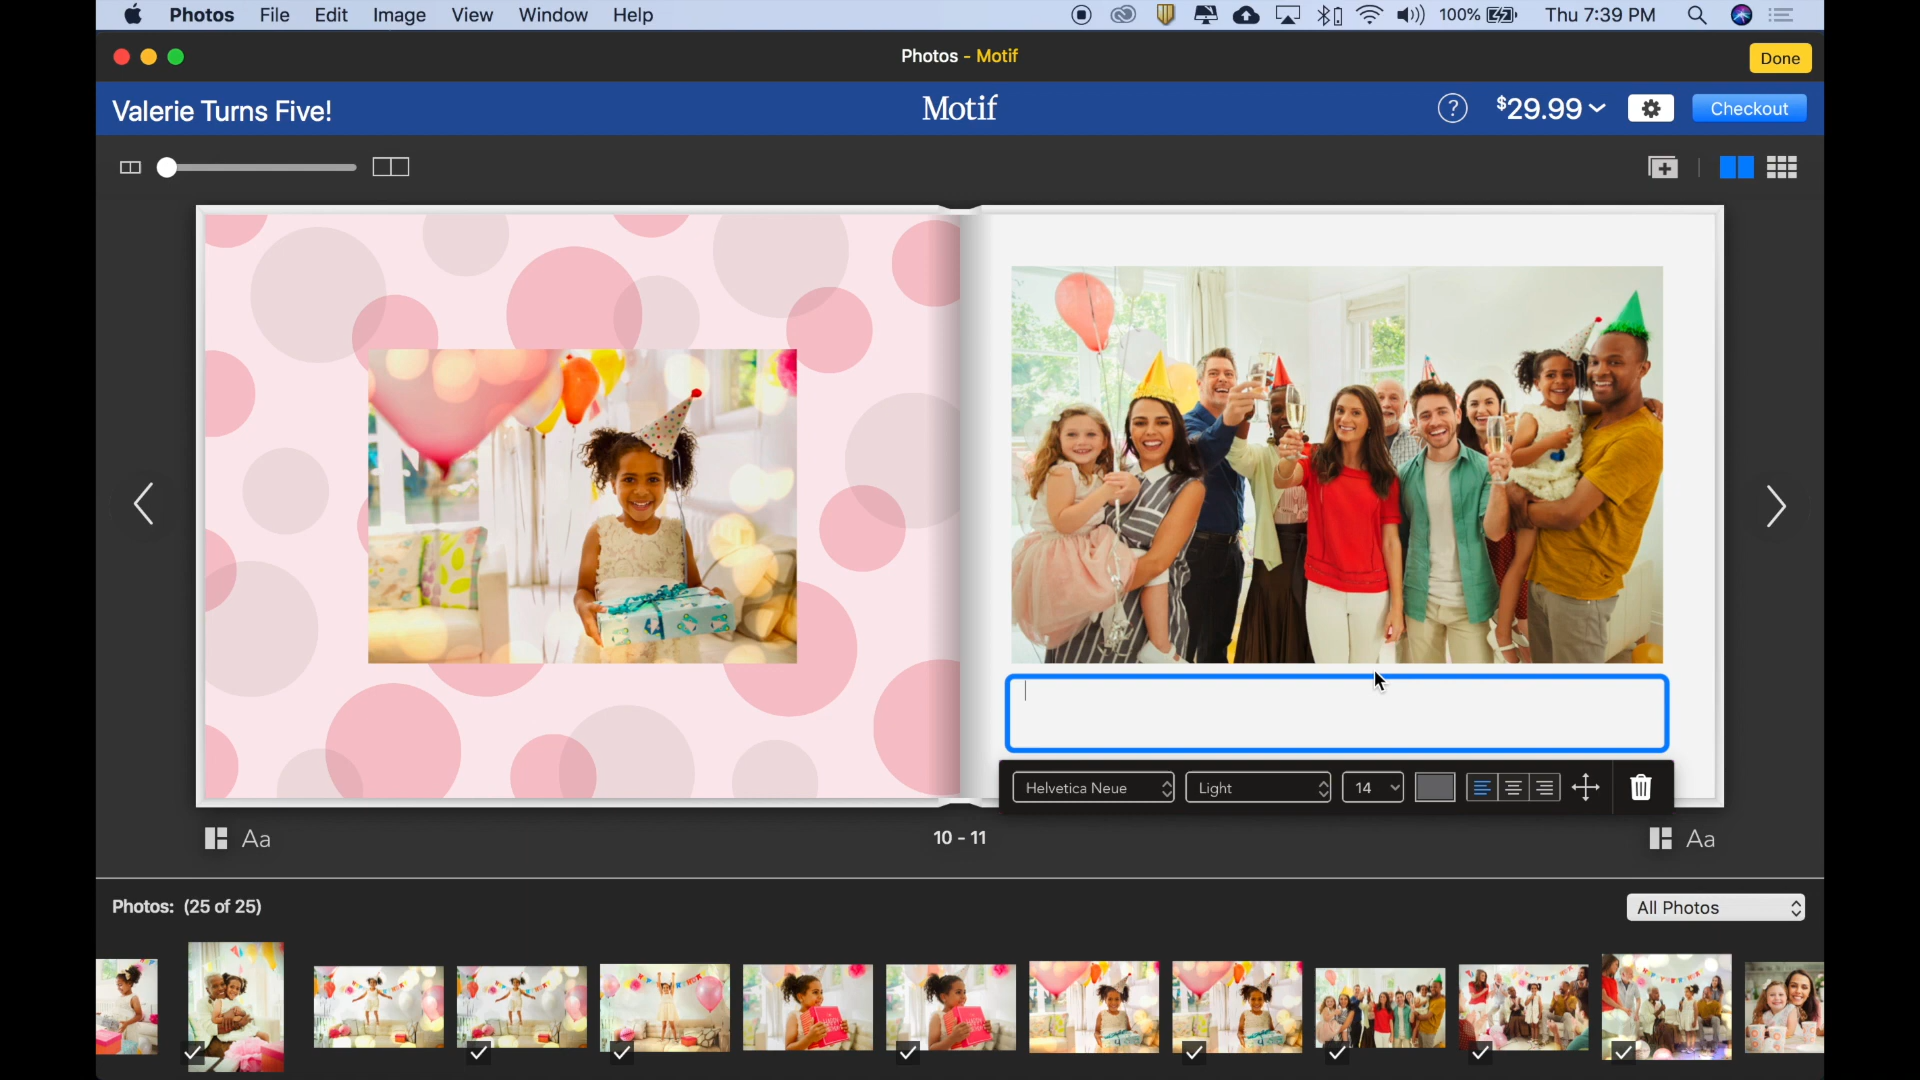 Photos File Edit Image View Window Help 100% Thu 7:39 PM
Photos - Motif
Done
Valerie Turns Five!
Motif
? $29.99
Checkout
Helvetica Neue Light 14
Aa
10 - 11
Aa
Photos: (25 of 25)
All Photos